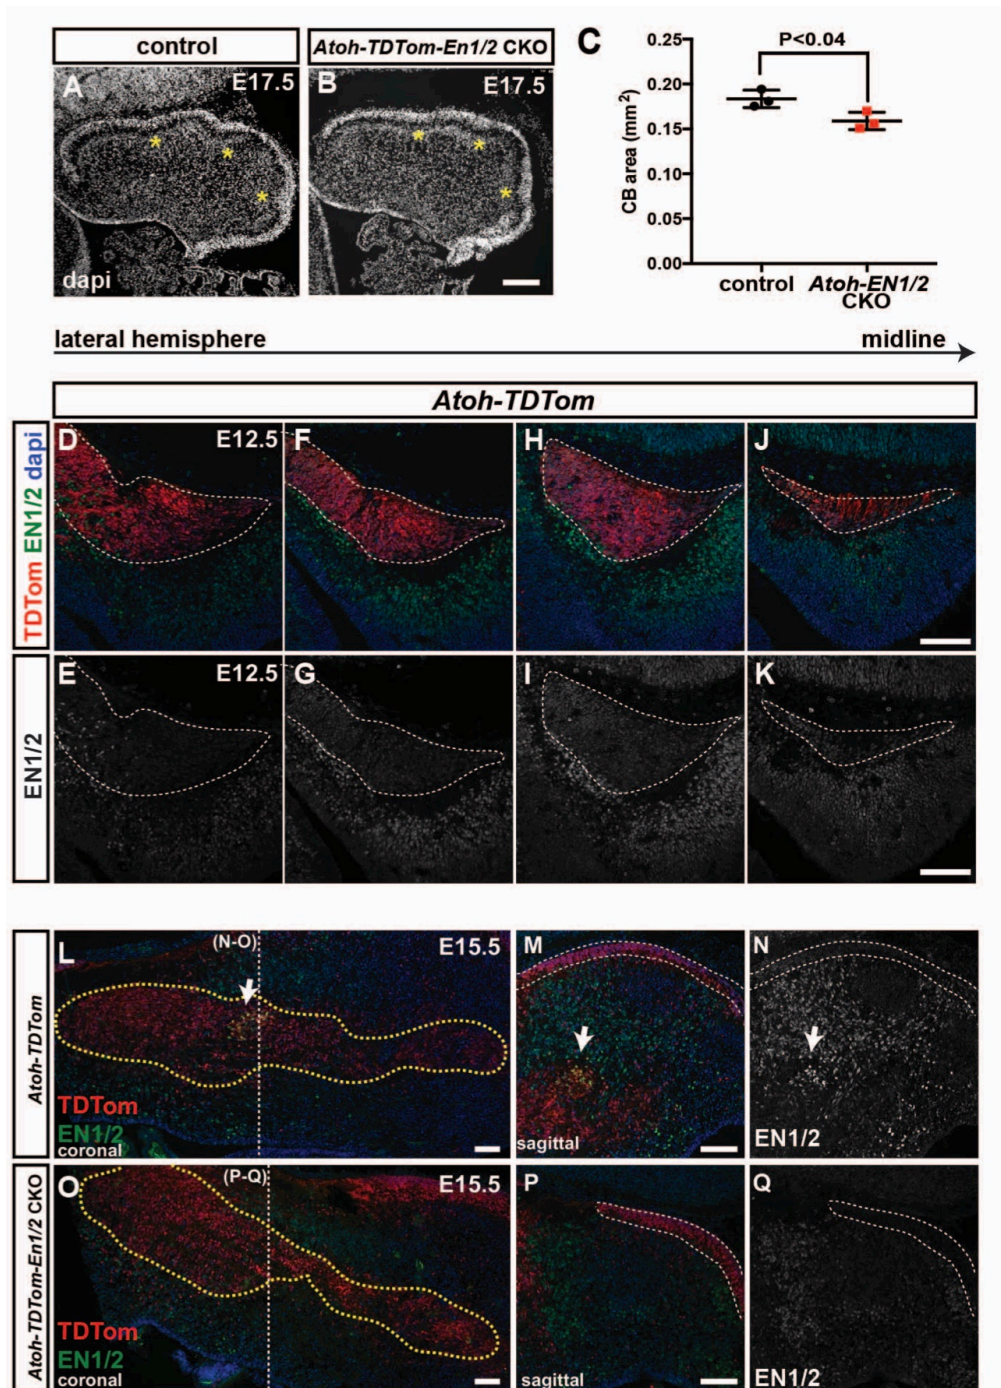 control
Atoh-TDTom-En1/2 CKO
A
E17.5
dapi
B
E17.5
C
0.25
0.20
0.15
0.10
0.05
0.00
CB area (mm2)
P<0.04
control
Atoh-EN1/2
CKO
lateral hemisphere
midline
Atoh-TDTom
TDTom EN1/2 dapi
D
E12.5
F
H
J
EN1/2
E
E12.5
G
I
K
Atoh-TDTom
L
(N-O)
E15.5
TDTom
EN1/2
coronal
M
sagittal
N
EN1/2
Atoh-TDTom-En1/2 CKO
O
(P-Q)
E15.5
TDTom
EN1/2
coronal
P
sagittal
Q
EN1/2